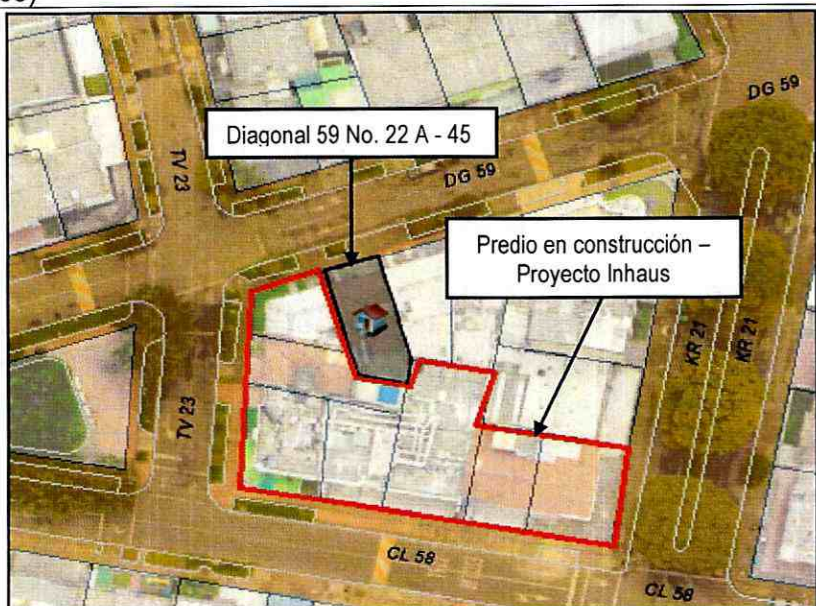 DG 59
Diagonal 59 No. 22 A - 45
TV 23
DG 59
Predio en construcción –
Proyecto Inhaus
KR 21
KR 21
TV 23
CL 58
CL 58